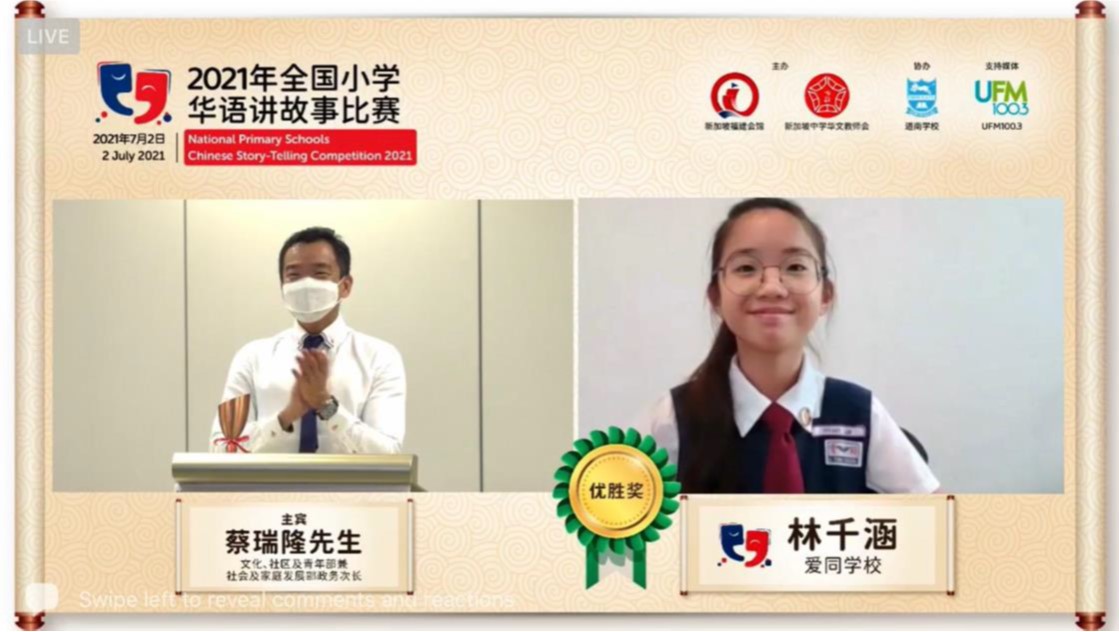 LIVE
2021年全国小学
华语讲故事比赛
2021年7月2日
2 July 2021
National Primary Schools
Chinese Story-Telling Competition 2021
主办
协办
支持媒体
UFM
100.3
新加坡福建会馆
新加坡中学华文教师会
道南学校
UFM100.3
优胜奖
主宾
蔡瑞隆先生
文化、社区及青年部兼
社会及家庭发展部政务次长
林千涵
爱同学校
Swipe left to reveal comments and reactions